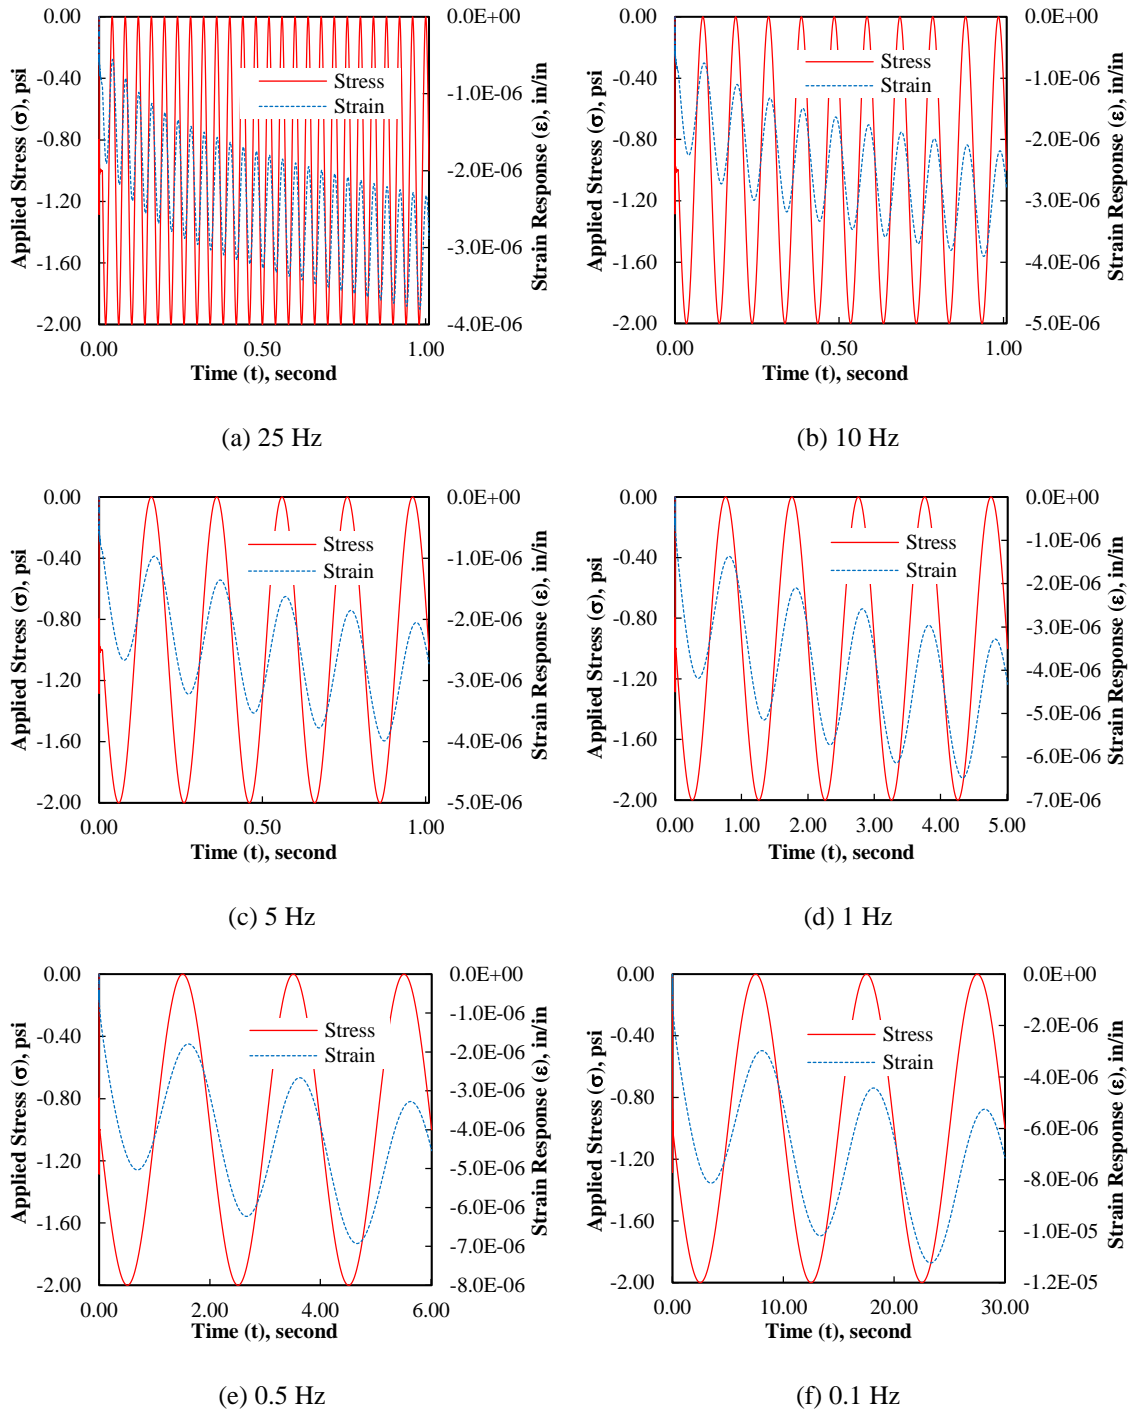 0.00
-0.40
-0.80
-1.20
-1.60
-2.00
0.0E+00
-1.0E-06
-2.0E-06
-3.0E-06
-4.0E-06
0.00
0.50
1.00
Applied Stress (σ), psi
Strain Response (ε), in/in
Time (t), second
Stress
Strain
(a) 25 Hz
0.00
-0.40
-0.80
-1.20
-1.60
-2.00
0.0E+00
-1.0E-06
-2.0E-06
-3.0E-06
-4.0E-06
-5.0E-06
0.00
0.50
1.00
Applied Stress (σ), psi
Strain Response (ε), in/in
Time (t), second
Stress
Strain
(b) 10 Hz
0.00
-0.40
-0.80
-1.20
-1.60
-2.00
0.0E+00
-1.0E-06
-2.0E-06
-3.0E-06
-4.0E-06
-5.0E-06
0.00
0.50
1.00
Applied Stress (σ), psi
Strain Response (ε), in/in
Time (t), second
Stress
Strain
(c) 5 Hz
0.00
-0.40
-0.80
-1.20
-1.60
-2.00
0.0E+00
-1.0E-06
-2.0E-06
-3.0E-06
-4.0E-06
-5.0E-06
-6.0E-06
-7.0E-06
0.00
1.00
2.00
3.00
4.00
5.00
Applied Stress (σ), psi
Strain Response (ε), in/in
Time (t), second
Stress
Strain
(d) 1 Hz
0.00
-0.40
-0.80
-1.20
-1.60
-2.00
0.0E+00
-1.0E-06
-2.0E-06
-3.0E-06
-4.0E-06
-5.0E-06
-6.0E-06
-7.0E-06
-8.0E-06
0.00
2.00
4.00
6.00
Applied Stress (σ), psi
Strain Response (ε), in/in
Time (t), second
Stress
Strain
(e) 0.5 Hz
0.00
-0.40
-0.80
-1.20
-1.60
-2.00
0.0E+00
-2.0E-06
-4.0E-06
-6.0E-06
-8.0E-06
-1.0E-05
-1.2E-05
0.00
10.00
20.00
30.00
Applied Stress (σ), psi
Strain Response (ε), in/in
Time (t), second
Stress
Strain
(f) 0.1 Hz